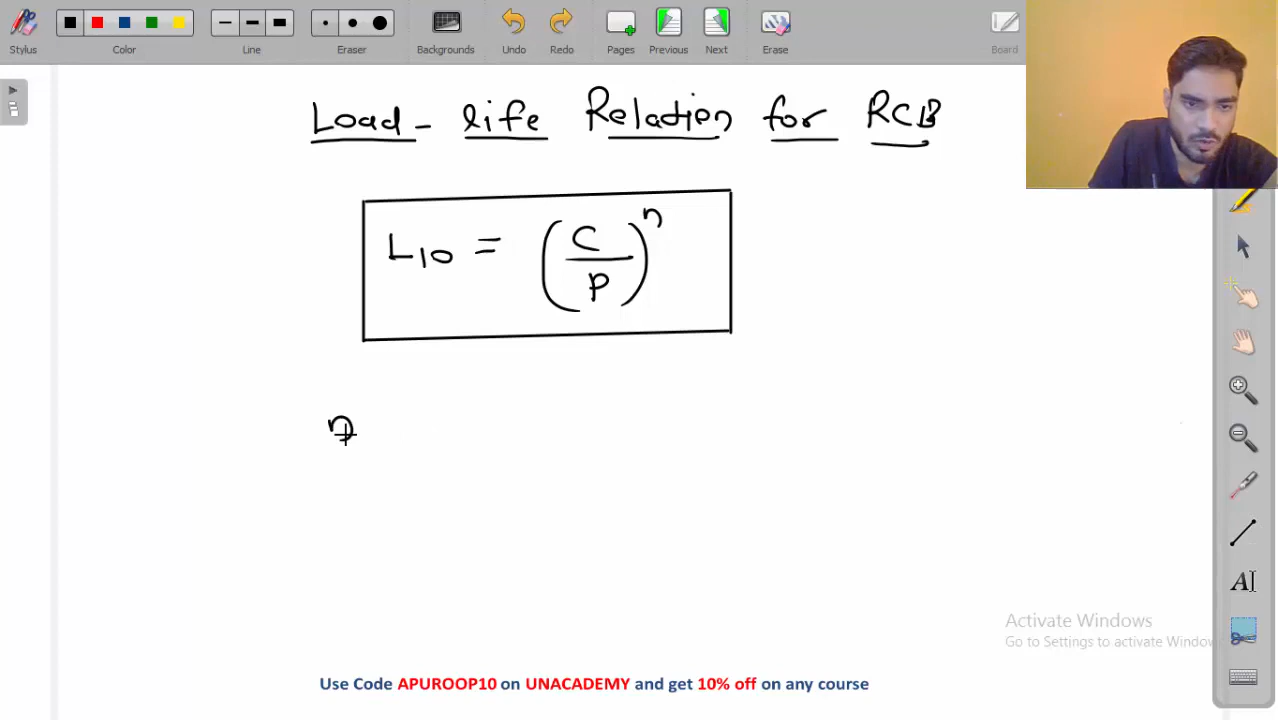 Stylus Color Line Eraser Backgrounds Undo Redo Pages Previous Next Erase Board
Load - life Relation for RCB
L10 = (C/P)^n
n
A
Activate Windows
Go to Settings to activate Window
Use Code APUROOP10 on UNACADEMY and get 10% off on any course